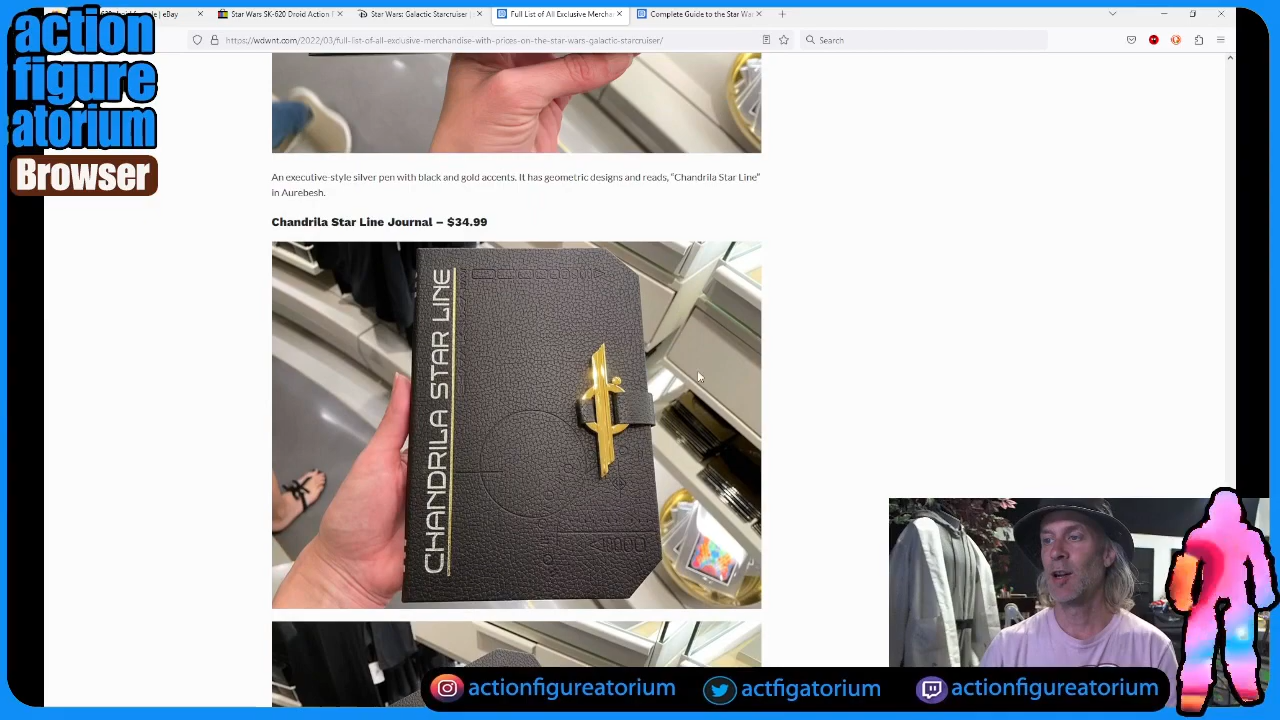 action
figure
atorium
Browser
eBay
Star Wars SK-620 Droid Action
Star Wars: Galactic Starcruiser
Full List of All Exclusive Mercha
Complete Guide to the Star Wa
https://wdwnt.com/2022/03/full-list-of-all-exclusive-merchandise-with-prices-on-the-star-wars-galactic-starcruiser/
Search
An executive-style silver pen with black and gold accents. It has geometric designs and reads, “Chandrila Star Line”
in Aurebesh.
Chandrila Star Line Journal – $34.99
CHANDRILA STAR LINE
actionfigureatorium
actfigatorium
actionfigureatorium